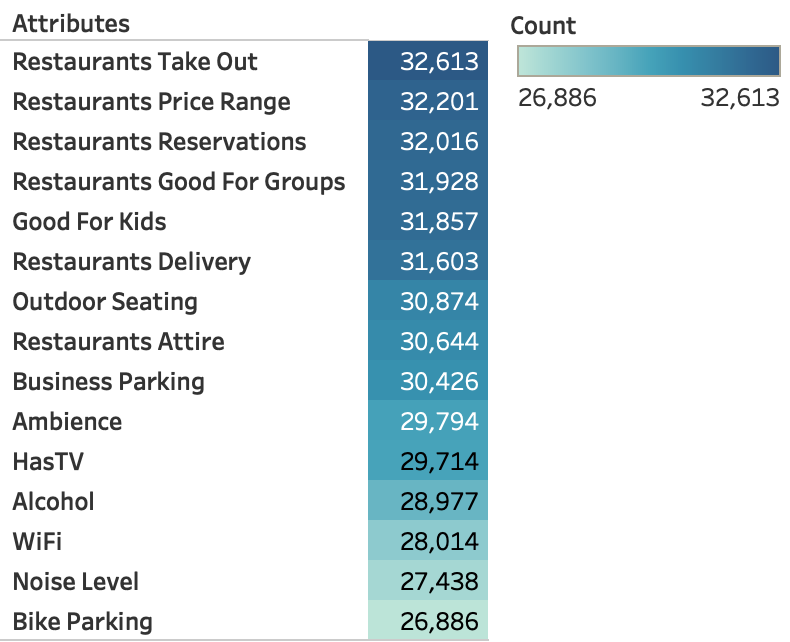 Attributes
Restaurants Take Out 32,613
Restaurants Price Range 32,201
Restaurants Reservations 32,016
Restaurants Good For Groups 31,928
Good For Kids 31,857
Restaurants Delivery 31,603
Outdoor Seating 30,874
Restaurants Attire 30,644
Business Parking 30,426
Ambience 29,794
HasTV 29,714
Alcohol 28,977
WiFi 28,014
Noise Level 27,438
Bike Parking 26,886
Count
26,886 32,613